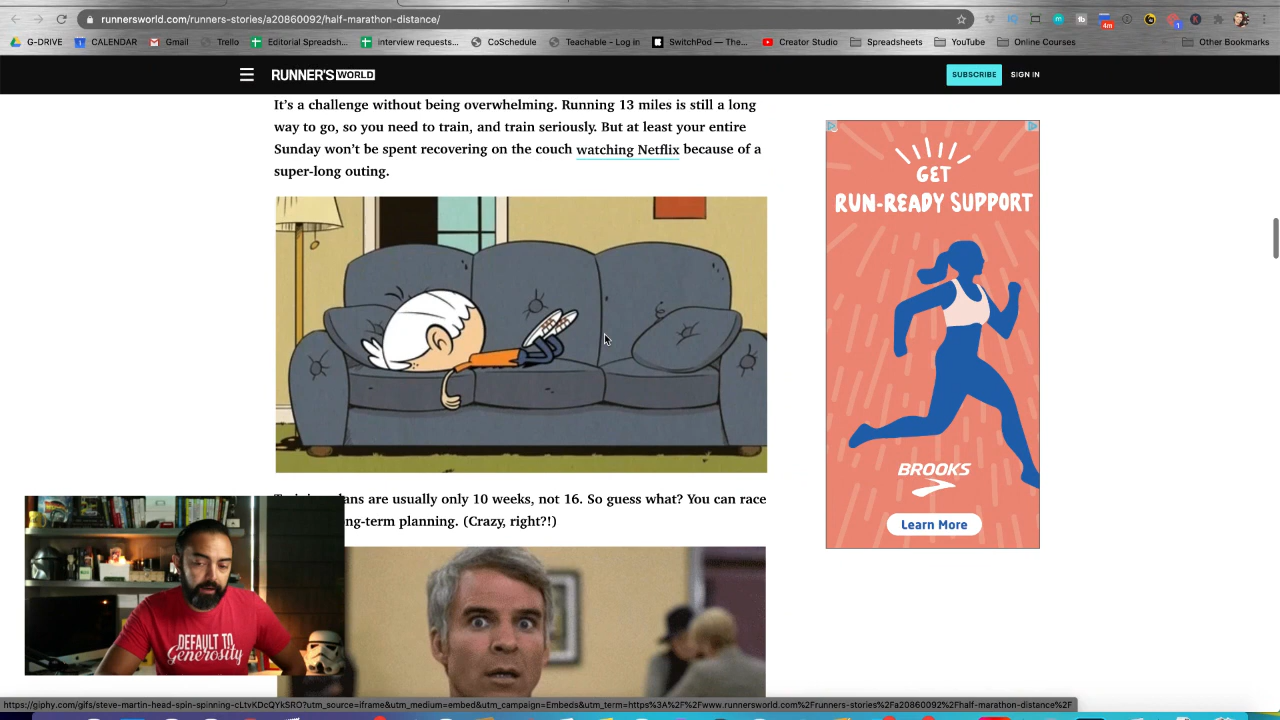 runnersworld.com/runners-stories/a20860092/half-marathon-distance/
G-DRIVE CALENDAR Gmail Trello Editorial Spreadsh... interview requests... CoSchedule Teachable - Log in SwitchPod — The... Creator Studio Spreadsheets YouTube Online Courses Other Bookmarks
4m
1
RUNNER'S WORLD SUBSCRIBE SIGN IN
It's a challenge without being overwhelming. Running 13 miles is still a long
way to go, so you need to train, and train seriously. But at least your entire
Sunday won't be spent recovering on the couch watching Netflix because of a
super-long outing.
GET
RUN-READY SUPPORT
BROOKS
Learn More
are usually only 10 weeks, not 16. So guess what? You can race
planning. (Crazy, right?!)
DEFAULT TO
Generosity
https://giphy.com/gifs/steve-martin-head-spin-spinning-cLtvKDcQYkSRO?utm_source=iframe&utm_medium=embed&utm_campaign=Embeds&utm_term=https%3A%2F%2Fwww.runnersworld.com%2Frunners-stories%2Fa20860092%2Fhalf-marathon-distance%2F